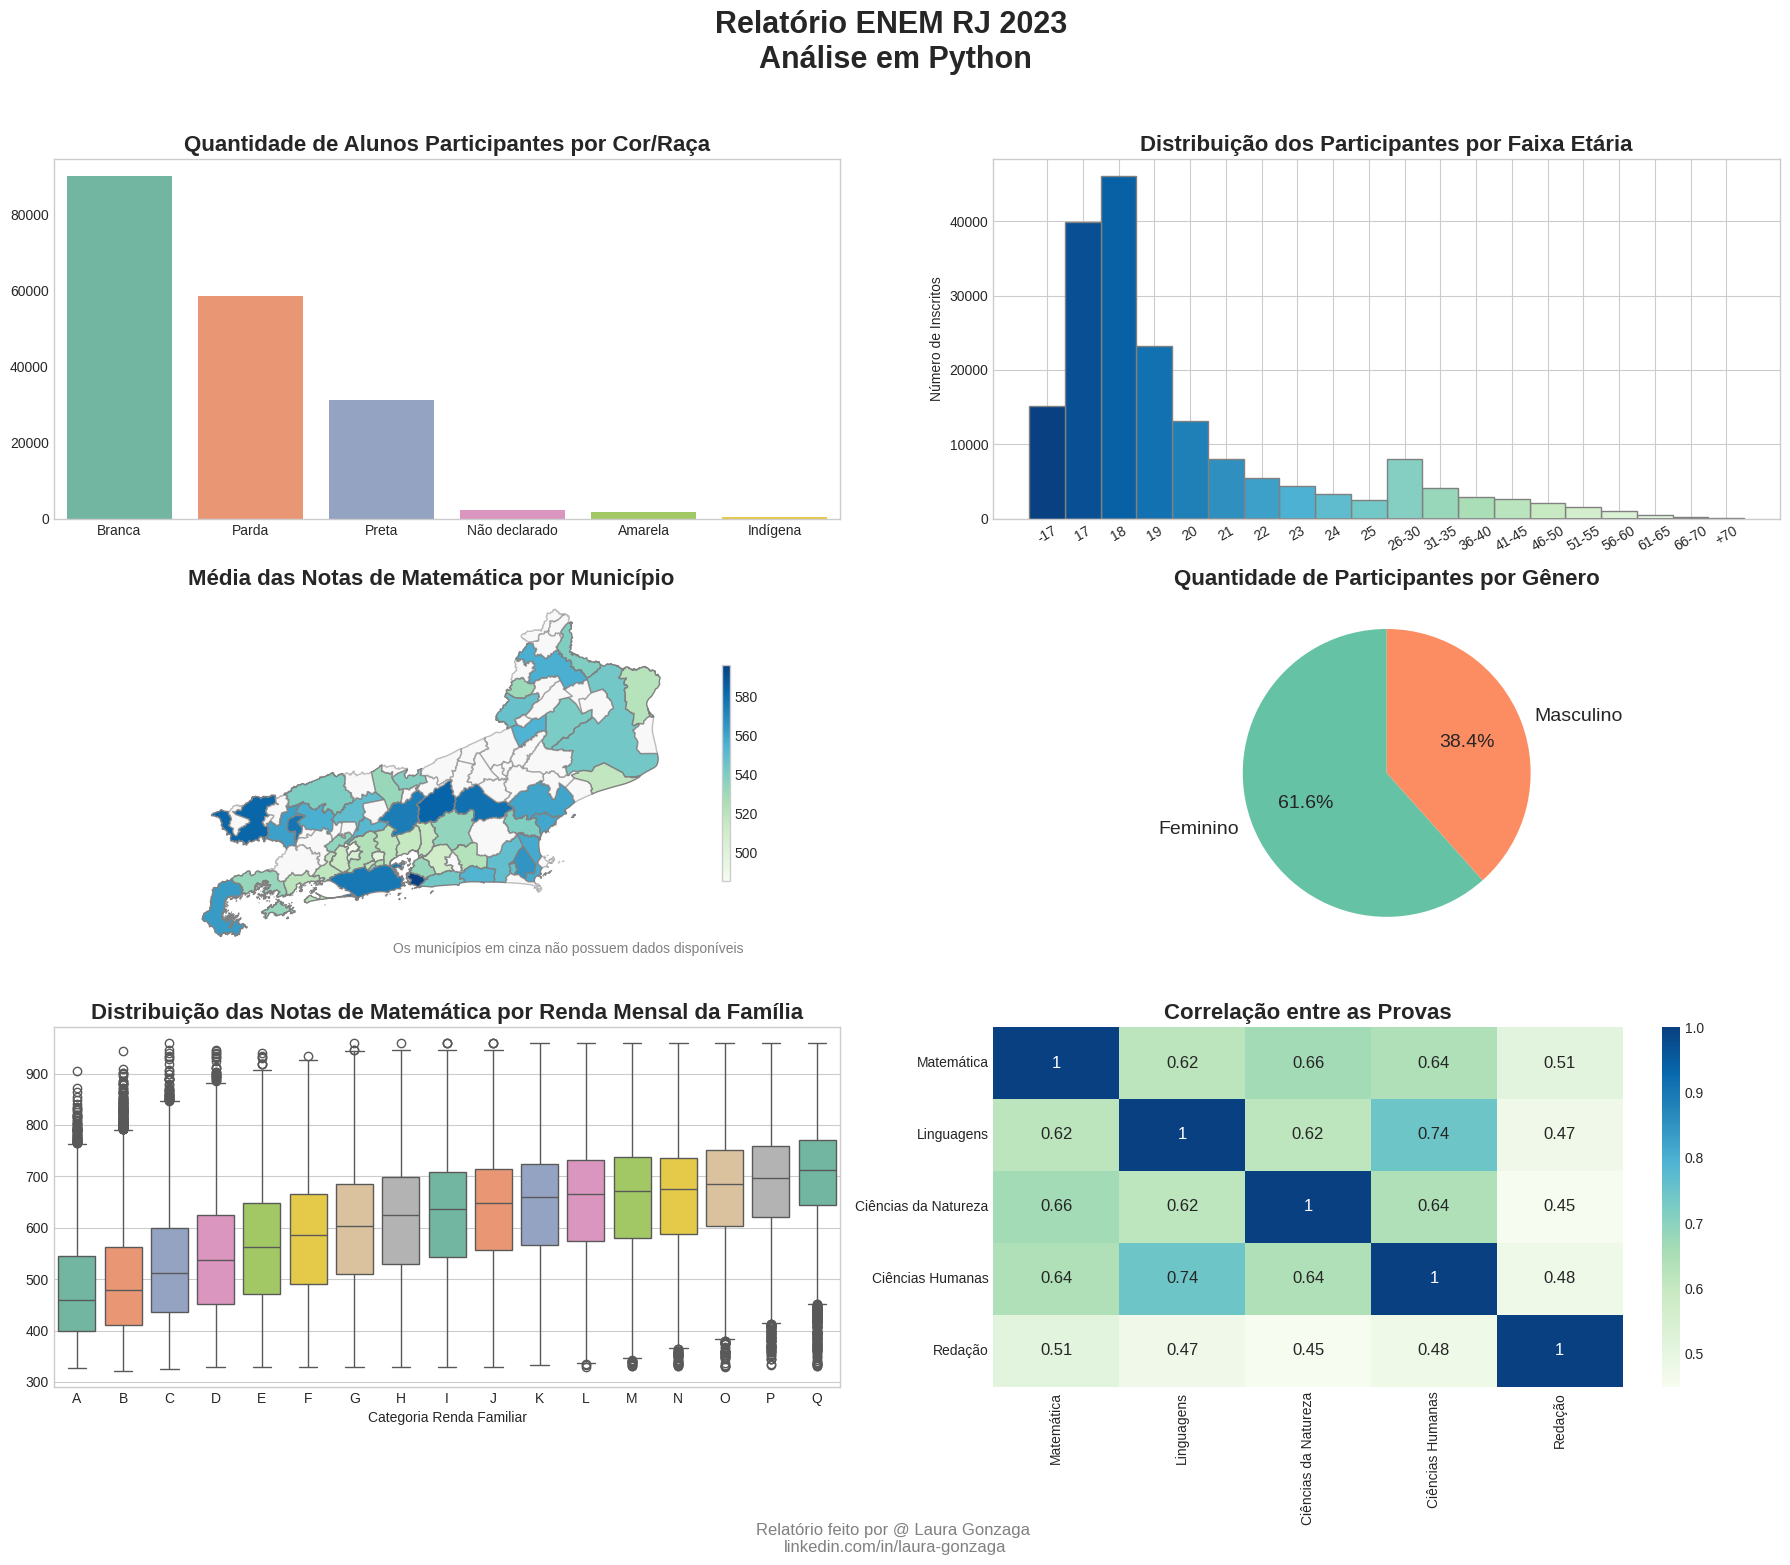 Relatório ENEM RJ 2023
Análise em Python
Quantidade de Alunos Participantes por Cor/Raça
80000
60000
40000
20000
0
Branca
Parda
Preta
Não declarado
Amarela
Indígena
Distribuição dos Participantes por Faixa Etária
Número de Inscritos
40000
30000
20000
10000
0
-17
17
18
19
20
21
22
23
24
25
26-30
31-35
36-40
41-45
46-50
51-55
56-60
61-65
66-70
+70
Média das Notas de Matemática por Município
580
560
540
520
500
Os municípios em cinza não possuem dados disponíveis
Quantidade de Participantes por Gênero
Masculino
38.4%
61.6%
Feminino
Distribuição das Notas de Matemática por Renda Mensal da Família
900
800
700
600
500
400
300
A
B
C
D
E
F
G
H
I
J
K
L
M
N
O
P
Q
Categoria Renda Familiar
Correlação entre as Provas
Matemática
1 0.62 0.66 0.64 0.51
Linguagens
0.62 1 0.62 0.74 0.47
Ciências da Natureza
0.66 0.62 1 0.64 0.45
Ciências Humanas
0.64 0.74 0.64 1 0.48
Redação
0.51 0.47 0.45 0.48 1
Matemática
Linguagens
Ciências da Natureza
Ciências Humanas
Redação
1.0
0.9
0.8
0.7
0.6
0.5
Relatório feito por @ Laura Gonzaga
linkedin.com/in/laura-gonzaga